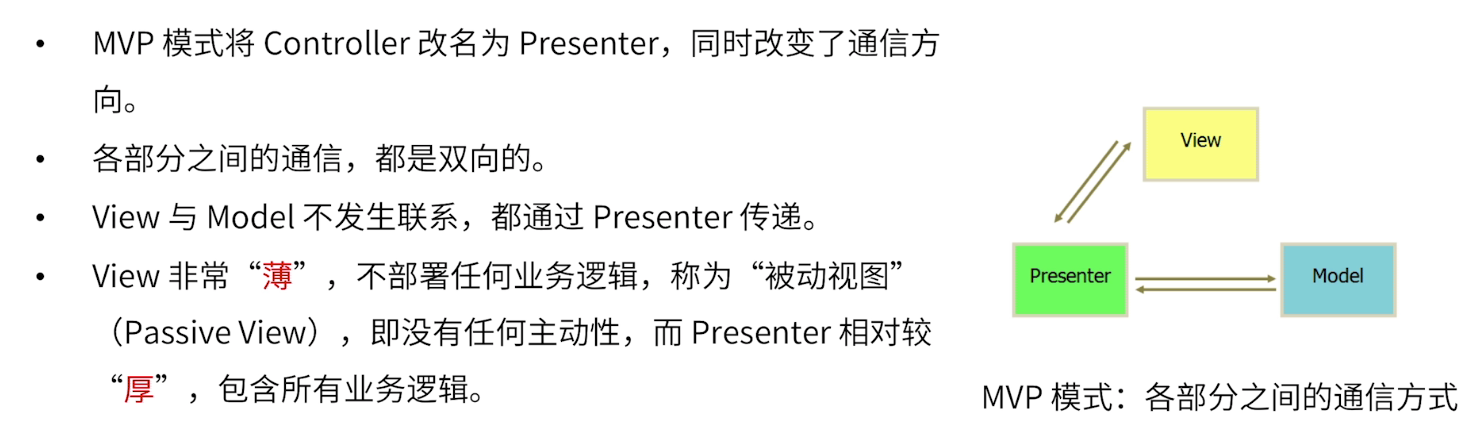 • MVP 模式将 Controller 改名为 Presenter，同时改变了通信方
向。
• 各部分之间的通信，都是双向的。
• View 与 Model 不发生联系，都通过 Presenter 传递。
• View 非常“薄”，不部署任何业务逻辑，称为“被动视图”
（Passive View），即没有任何主动性，而 Presenter 相对较
“厚”，包含所有业务逻辑。
View
Presenter
Model
MVP 模式：各部分之间的通信方式